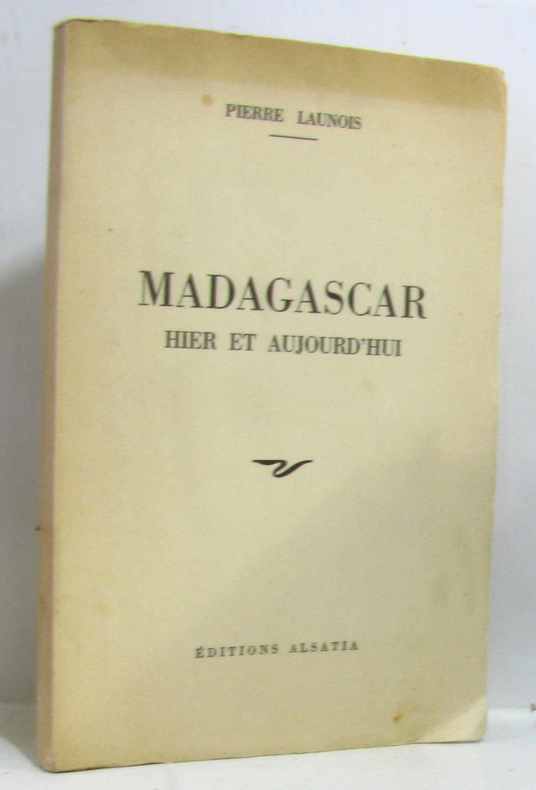 PIERRE LAUNOIS
MADAGASCAR
HIER ET AUJOURD'HUI
ÉDITIONS ALSATIA